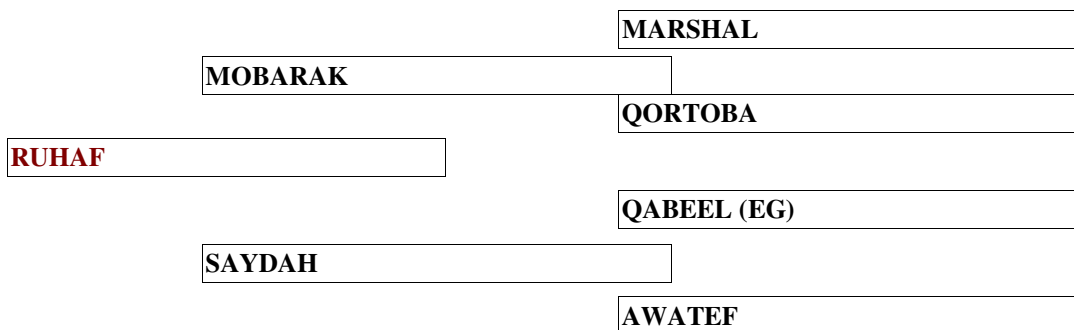 MARSHAL
MOBARAK
QORTOBA
RUHAF
QABEEL (EG)
SAYDAH
AWATEF